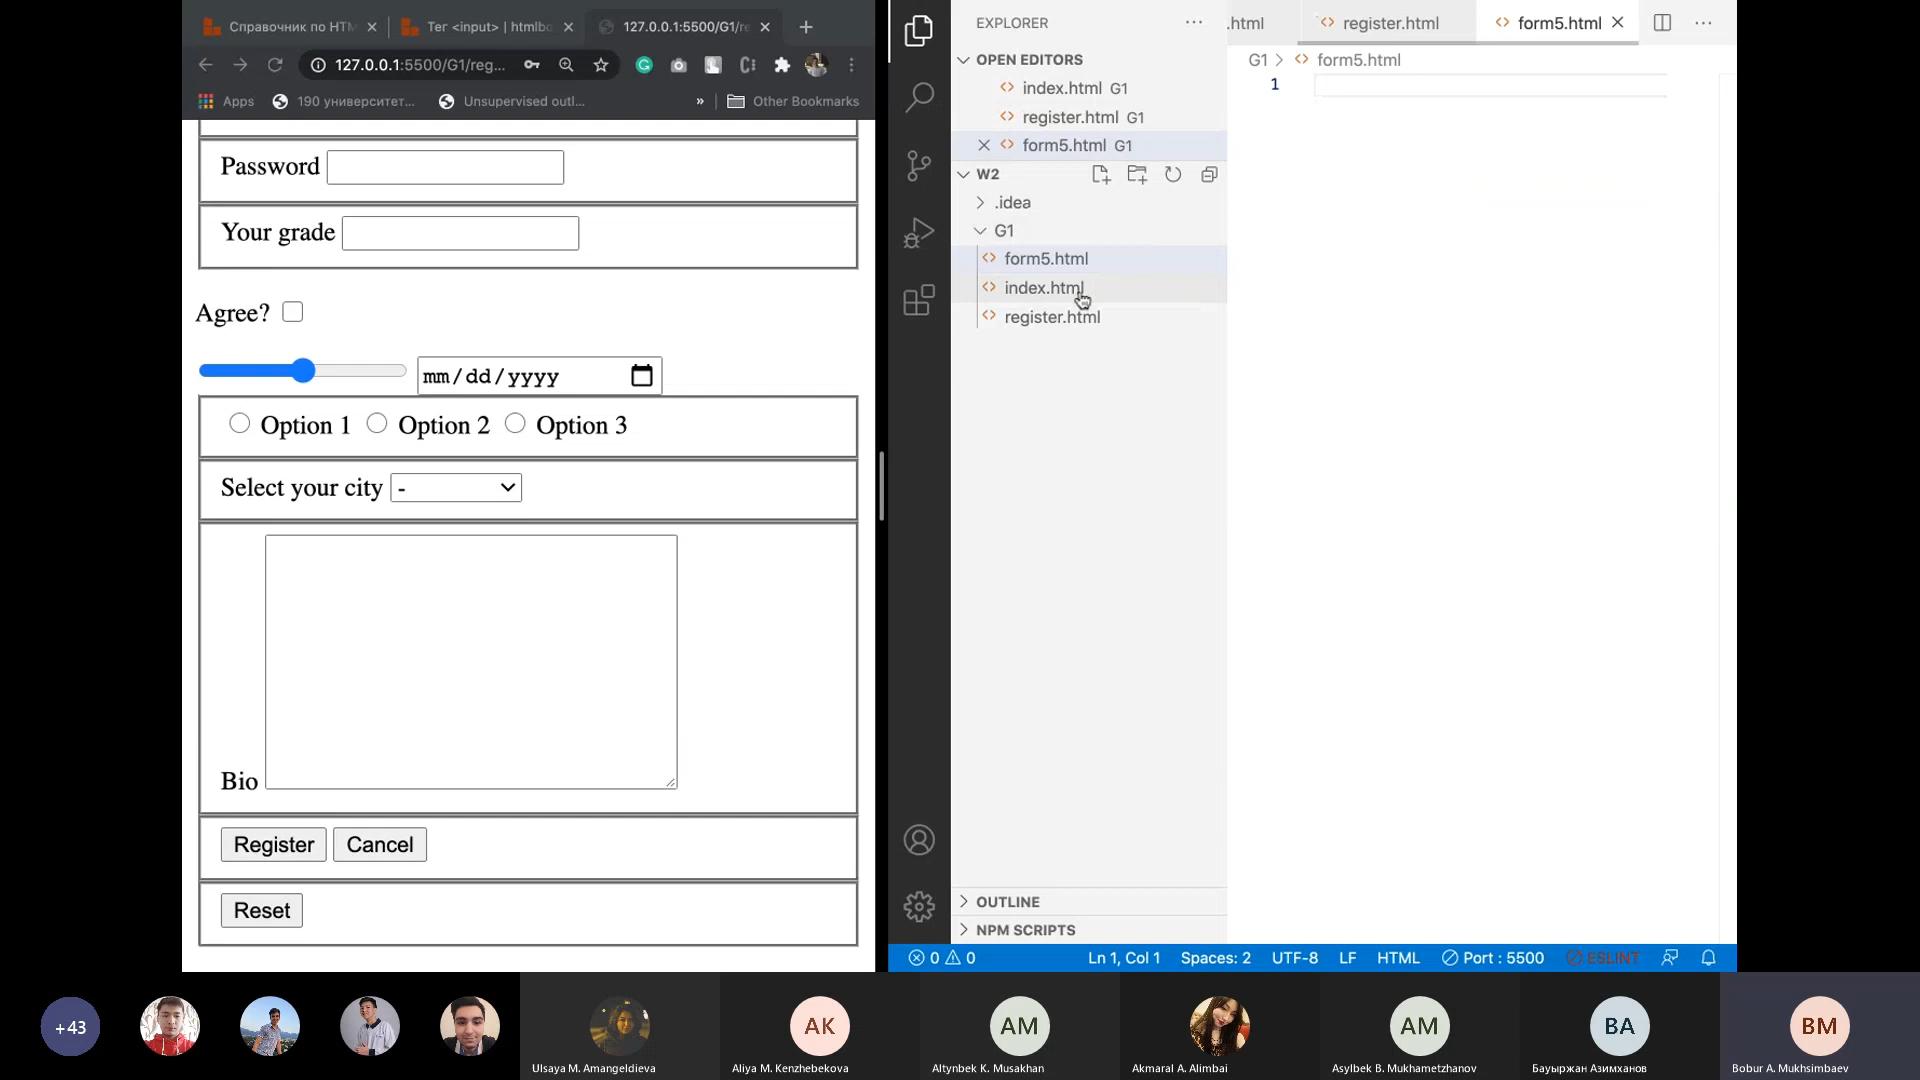 Справочник по HTM
Тег <input> | htmlbo
127.0.0.1:5500/G1/re
127.0.0.1:5500/G1/reg...
Apps
190 университет...
Unsupervised outl...
»
Other Bookmarks
Password
Your grade
Agree?
mm/dd/yyyy
Option 1
Option 2
Option 3
Select your city
-
Bio
Register
Cancel
Reset
EXPLORER
OPEN EDITORS
index.html G1
register.html G1
form5.html G1
W2
.idea
G1
form5.html
index.html
register.html
OUTLINE
NPM SCRIPTS
.html
register.html
form5.html
G1 > form5.html
1
0 0
Ln 1, Col 1
Spaces: 2
UTF-8
LF
HTML
Port : 5500
ESLINT
+43
Ulsaya M. Amangeldieva
AK
Aliya M. Kenzhebekova
AM
Altynbek K. Musakhan
Akmaral A. Alimbai
AM
Asylbek B. Mukhametzhanov
BA
Бауыржан Азимханов
BM
Bobur A. Mukhsimbaev